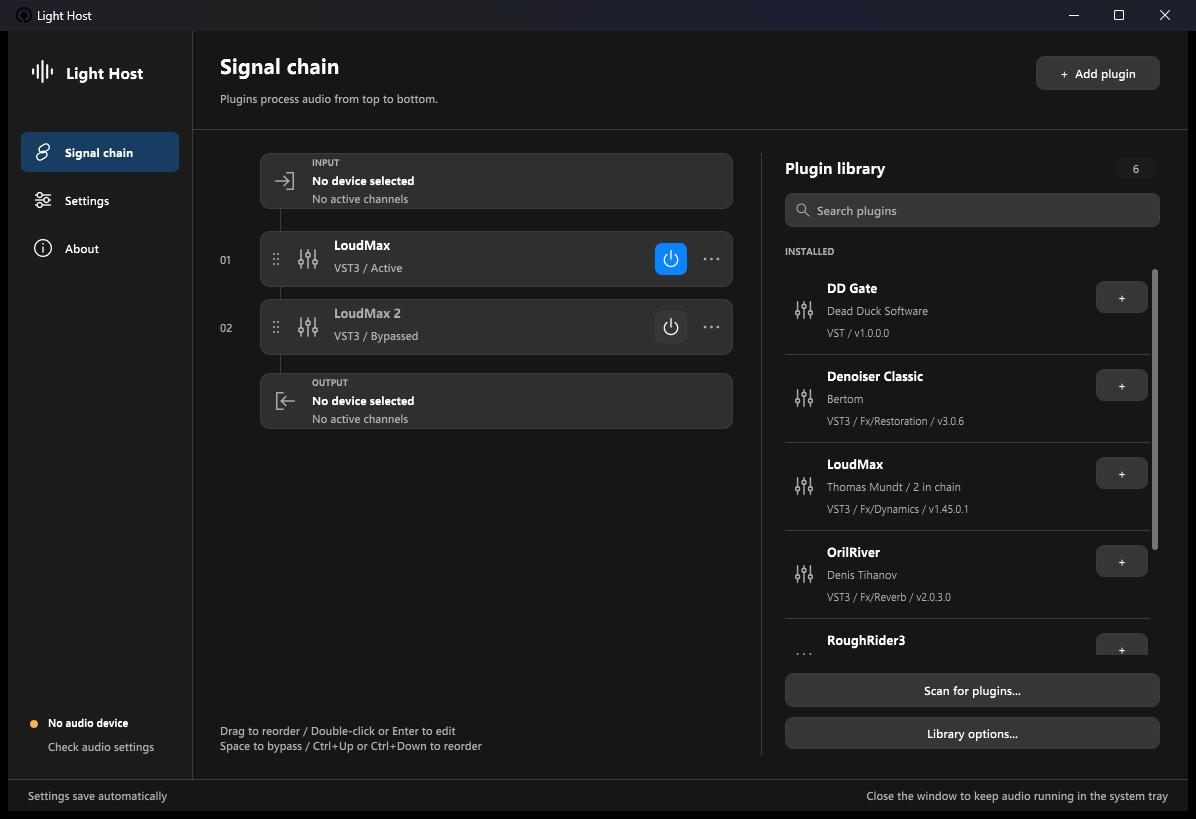 Light Host
Light Host
Signal chain
Settings
About
No audio device
Check audio settings
Signal chain
Plugins process audio from top to bottom.
+ Add plugin
INPUT
No device selected
No active channels
01
LoudMax
VST3 / Active
02
LoudMax 2
VST3 / Bypassed
OUTPUT
No device selected
No active channels
Drag to reorder / Double-click or Enter to edit
Space to bypass / Ctrl+Up or Ctrl+Down to reorder
Plugin library
6
Search plugins
INSTALLED
DD Gate
Dead Duck Software
VST / v1.0.0.0
+
Denoiser Classic
Bertom
VST3 / Fx/Restoration / v3.0.6
+
LoudMax
Thomas Mundt / 2 in chain
VST3 / Fx/Dynamics / v1.45.0.1
+
OrilRiver
Denis Tihanov
VST3 / Fx/Reverb / v2.0.3.0
+
RoughRider3
+
Scan for plugins...
Library options...
Settings save automatically
Close the window to keep audio running in the system tray